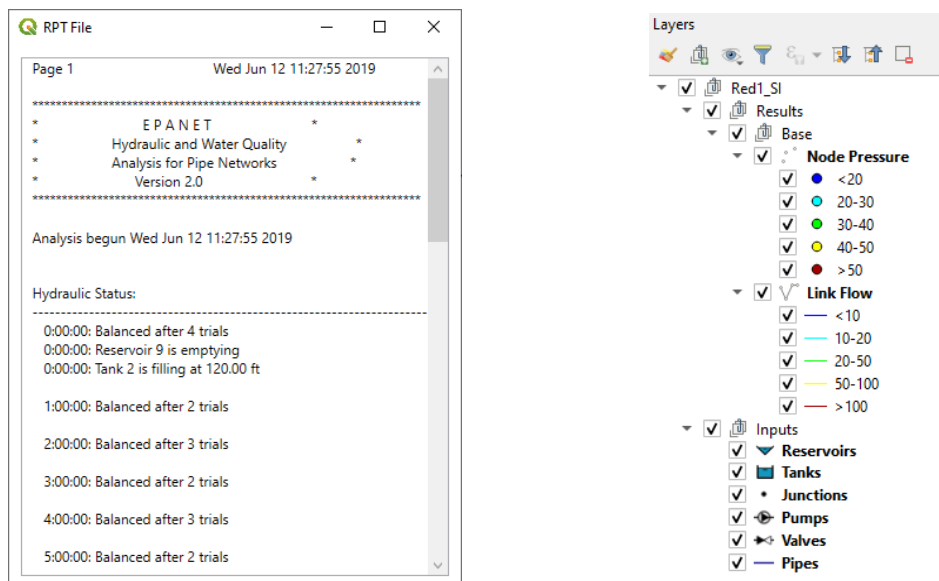 RPT File
Page 1 Wed Jun 12 11:27:55 2019
******************************************************************
* E P A N E T *
* Hydraulic and Water Quality *
* Analysis for Pipe Networks *
* Version 2.0 *
******************************************************************
Analysis begun Wed Jun 12 11:27:55 2019
Hydraulic Status:
-----------------------------------------------------------------------
0:00:00: Balanced after 4 trials
0:00:00: Reservoir 9 is emptying
0:00:00: Tank 2 is filling at 120.00 ft
1:00:00: Balanced after 2 trials
2:00:00: Balanced after 3 trials
3:00:00: Balanced after 2 trials
4:00:00: Balanced after 3 trials
5:00:00: Balanced after 2 trials
Layers
Red1_SI
Results
Base
Node Pressure
<20
20-30
30-40
40-50
>50
Link Flow
<10
10-20
20-50
50-100
>100
Inputs
Reservoirs
Tanks
Junctions
Pumps
Valves
Pipes